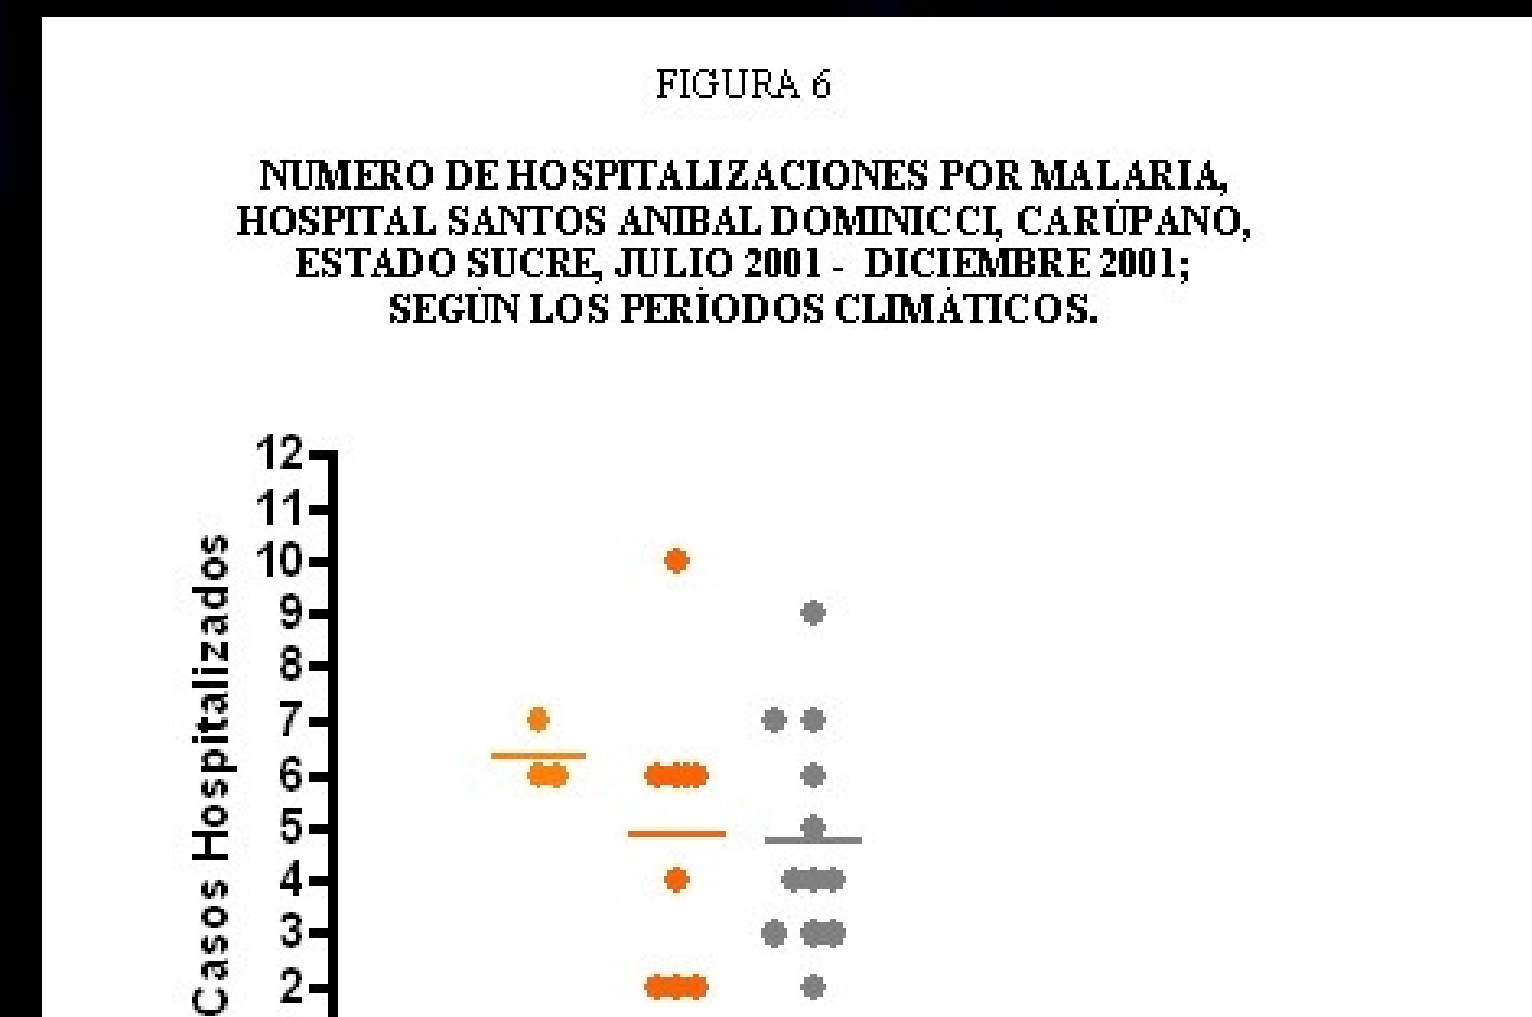 FIGURA 6
NUMERO DE HOSPITALIZACIONES POR MALARIA,
HOSPITAL SANTOS ANIBAL DOMINICCI, CARÚPANO,
ESTADO SUCRE, JULIO 2001 - DICIEMBRE 2001;
SEGÚN LOS PERÍODOS CLIMÁTICOS.
Casos Hospitalizados
12
11
10
9
8
7
6
5
4
3
2